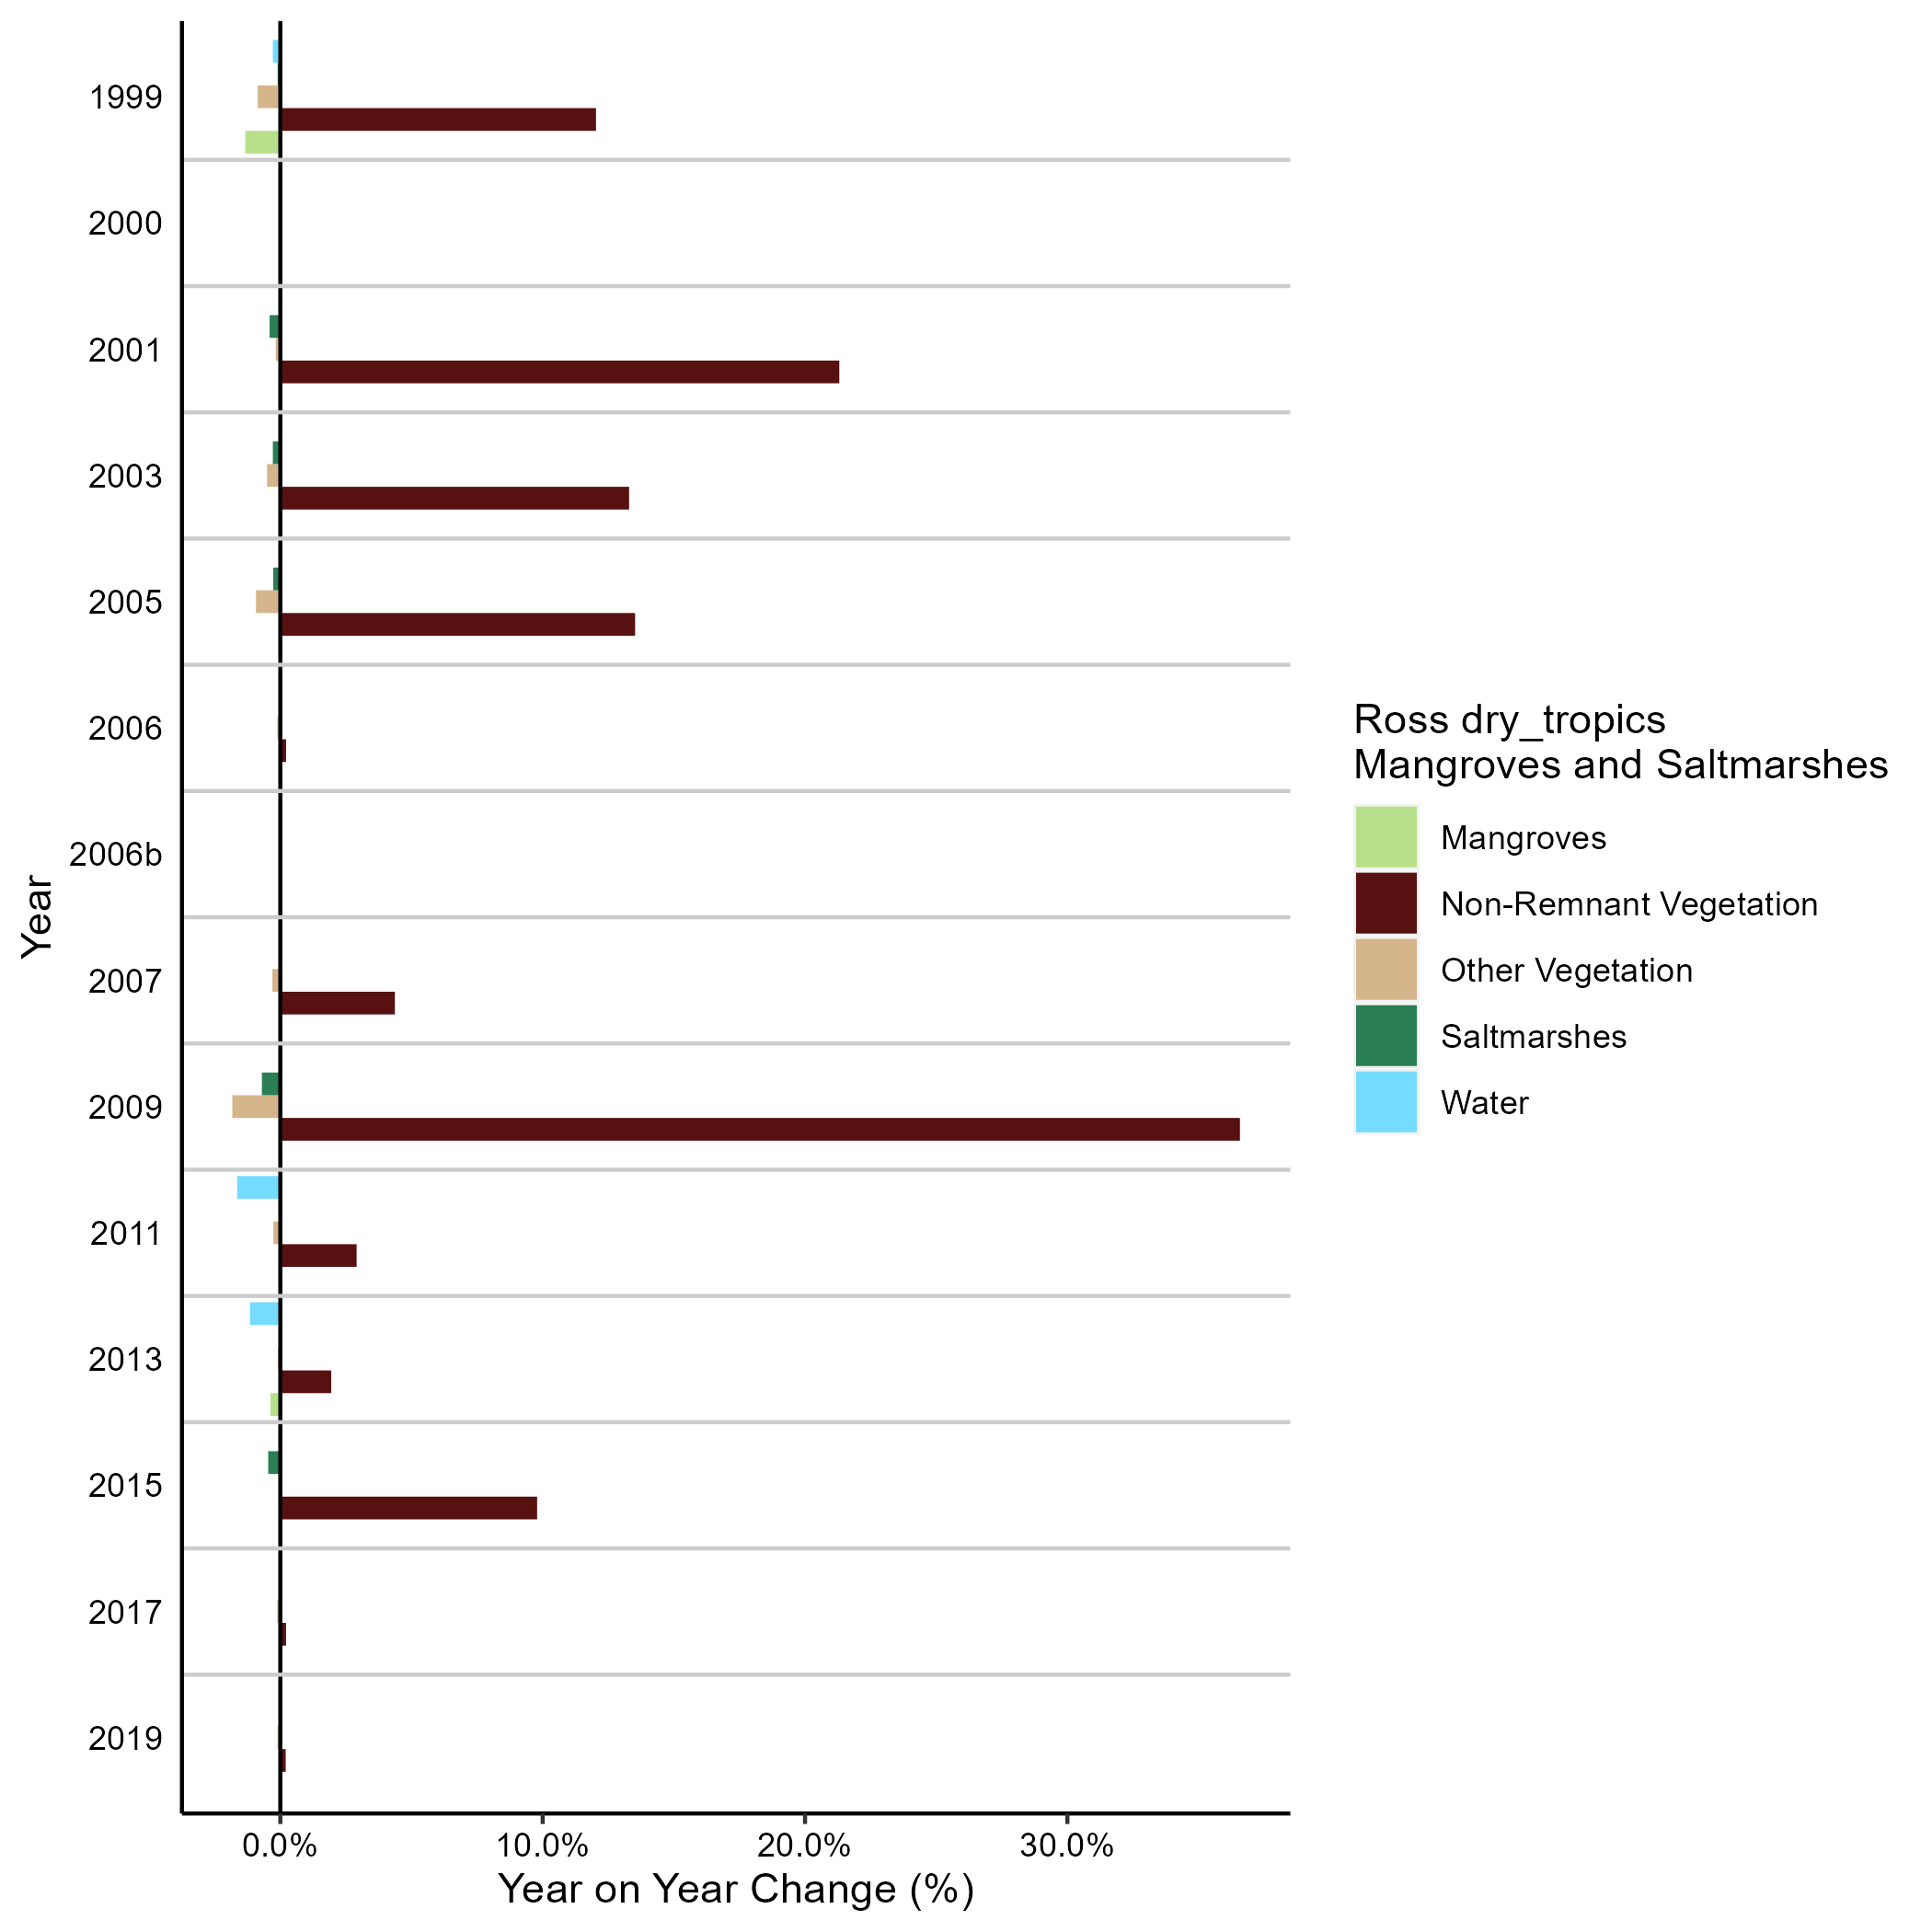 1999
2000
2001
2003
2005
2006
2006b
2007
2009
2011
2013
2015
2017
2019
Year
0.0% 10.0% 20.0% 30.0%
Year on Year Change (%)
Ross dry_tropics
Mangroves and Saltmarshes
Mangroves
Non-Remnant Vegetation
Other Vegetation
Saltmarshes
Water